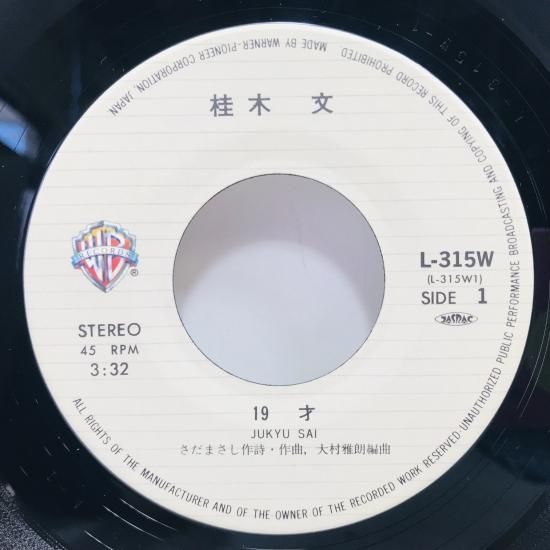 桂木 文
WB
RECORDS
®
STEREO
45 RPM
3:32
L-315W
(L-315W1)
SIDE 1
JASRAC
19 才
JUKYU SAI
さだまさし作詩・作曲, 大村雅朗編曲
ALL RIGHTS OF THE MANUFACTURER AND OF THE OWNER OF THE RECORDED WORK RESERVED UNAUTHORIZED PUBLIC PERFORMANCE BROADCASTING AND COPYING OF THIS RECORD PROHIBITED
MADE BY WARNER-PIONEER CORPORATION, JAPAN